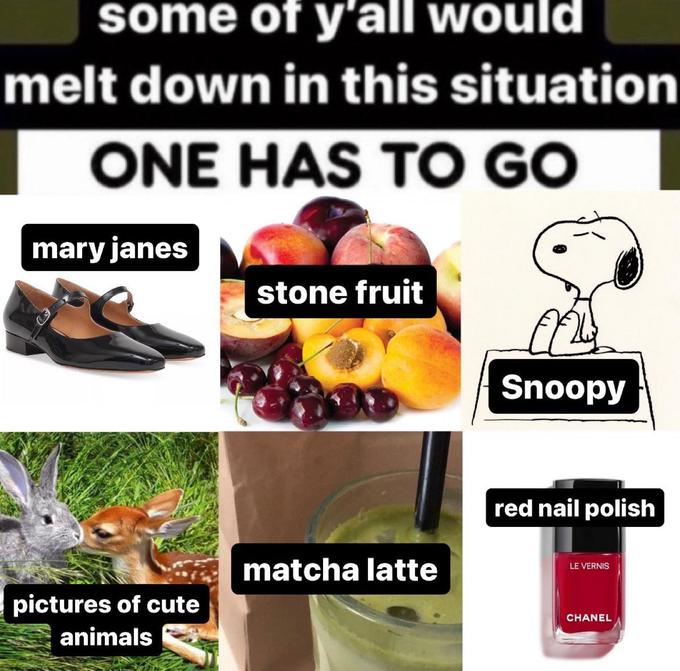 some of y'all would
melt down in this situation
ONE HAS TO GO
mary janes
stone fruit
Snoopy
pictures of cute
animals
matcha latte
red nail polish
LE VERNIS
CHANEL